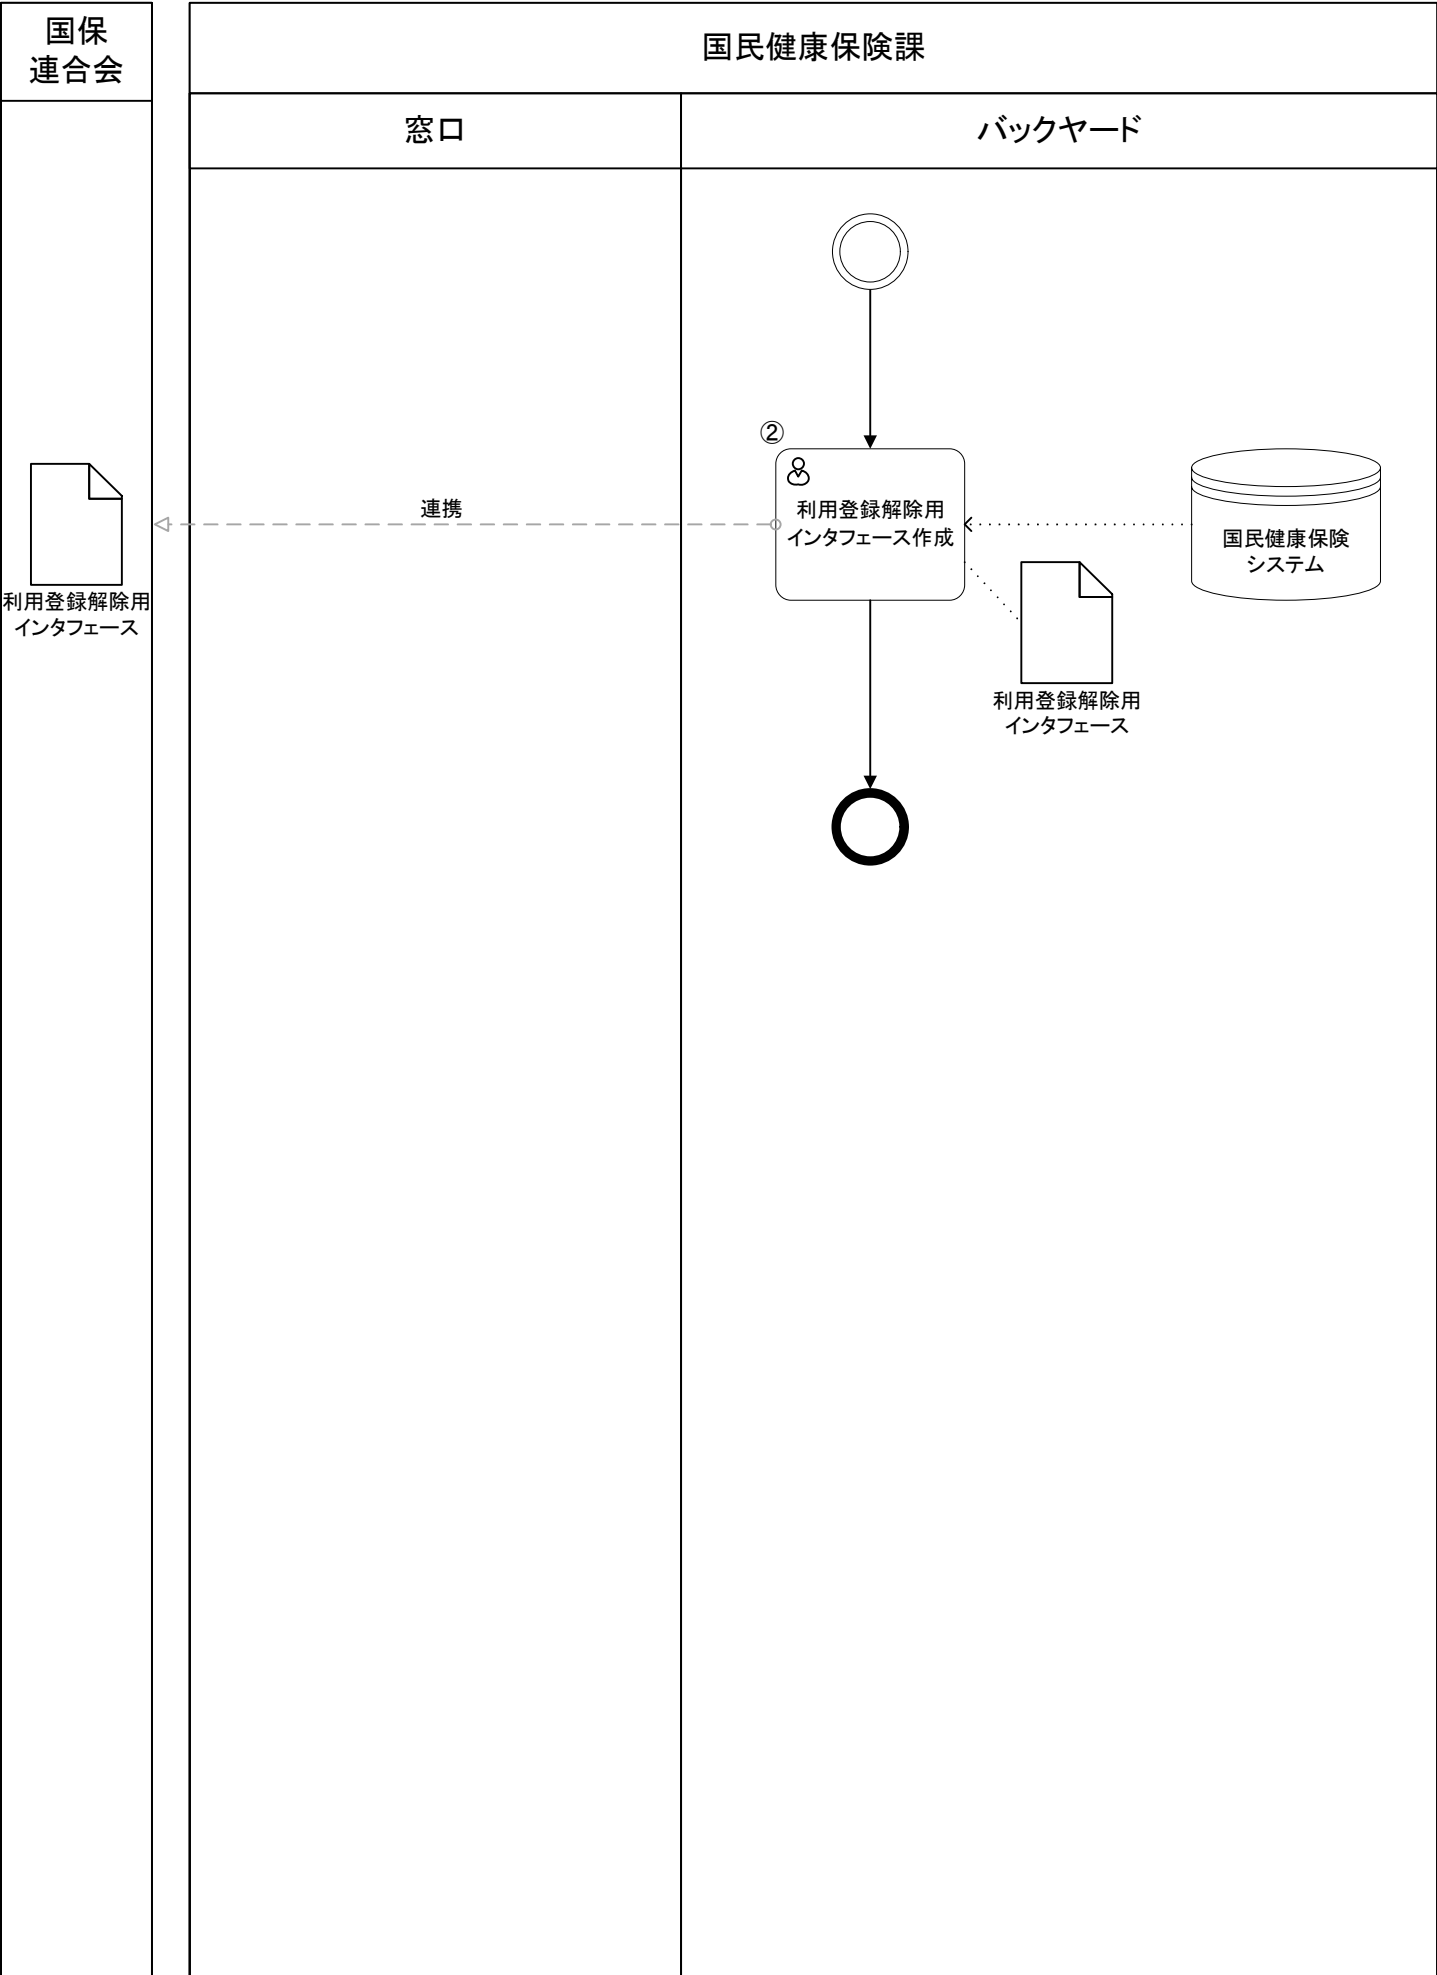 国保
連合会
国民健康保険課
窓口
バックヤード
②
利用登録解除用
インタフェース作成
連携
国民健康保険
システム
利用登録解除用
インタフェース
利用登録解除用
インタフェース